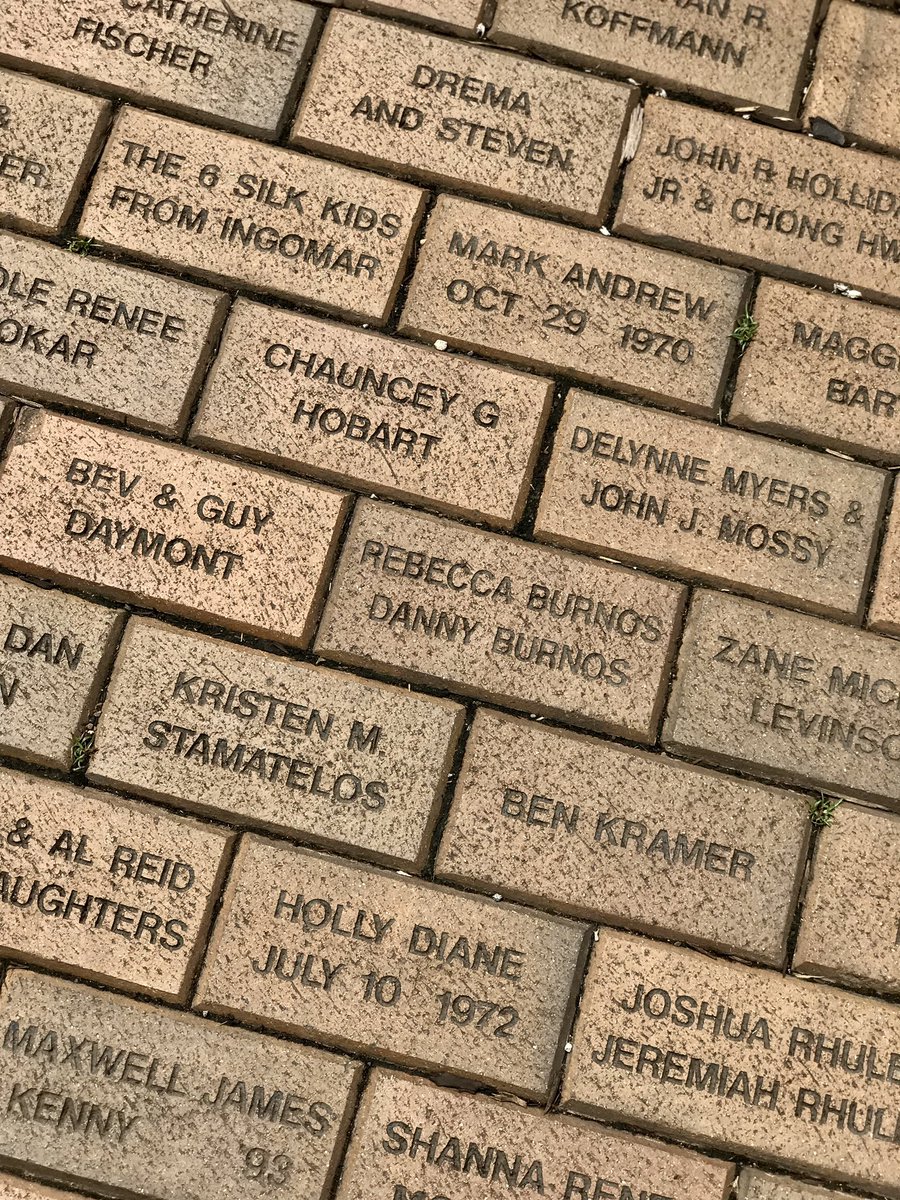 CATHERINE
FISCHER
R.
KOFFMANN
DREMA
AND STEVEN
JOHN R HOLLID
JR & CHONG HW
&
THE 6 SILK KIDS
FROM INGOMAR
MARK ANDREW
OCT. 29 1970
MAGG
BAR
OLE RENEE
OKAR
CHAUNCEY G
HOBART
DELYNNE MYERS &
JOHN J. MOSSY
BEV & GUY
DAYMONT
REBECCA BURNOS
DANNY BURNOS
ZANE MIC
LEVINSO
DAN
N
KRISTEN M.
STAMATELOS
BEN KRAMER
& AL REID
AUGHTERS
HOLLY DIANE
JULY 10 1972
JOSHUA RHULE
JEREMIAH RHUL
MAXWELL JAMES
KENNY 93
SHANNA RENE